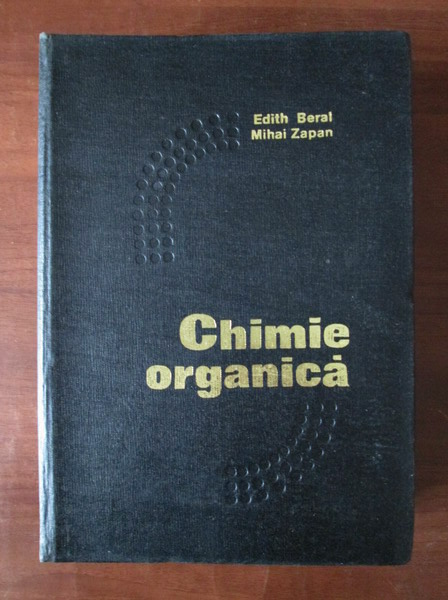 Edith Beral
Mihai Zapan
Chimie
organică